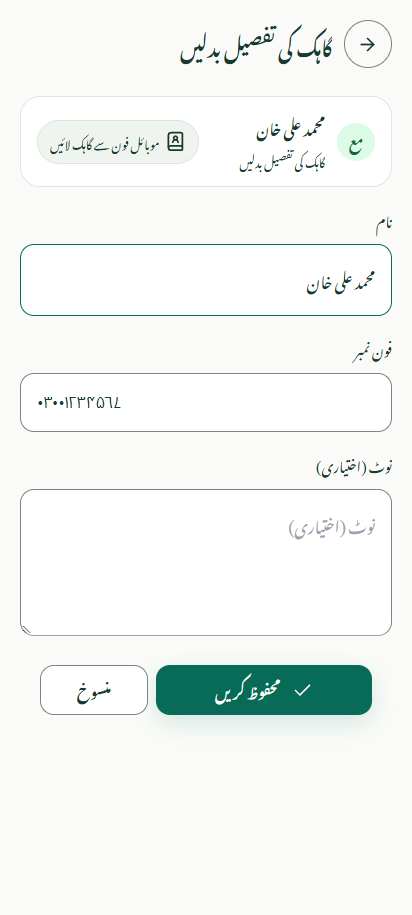 گاہک کی تفصیل بدلیں
مع
محمد علی خان
گاہک کی تفصیل بدلیں
موبائل فون سے گاہک لائیں
نام
محمد علی خان
فون نمبر
۰۳۰۰۱۲۳۴۵۶۷
نوٹ (اختیاری)
نوٹ (اختیاری)
محفوظ کریں
منسوخ